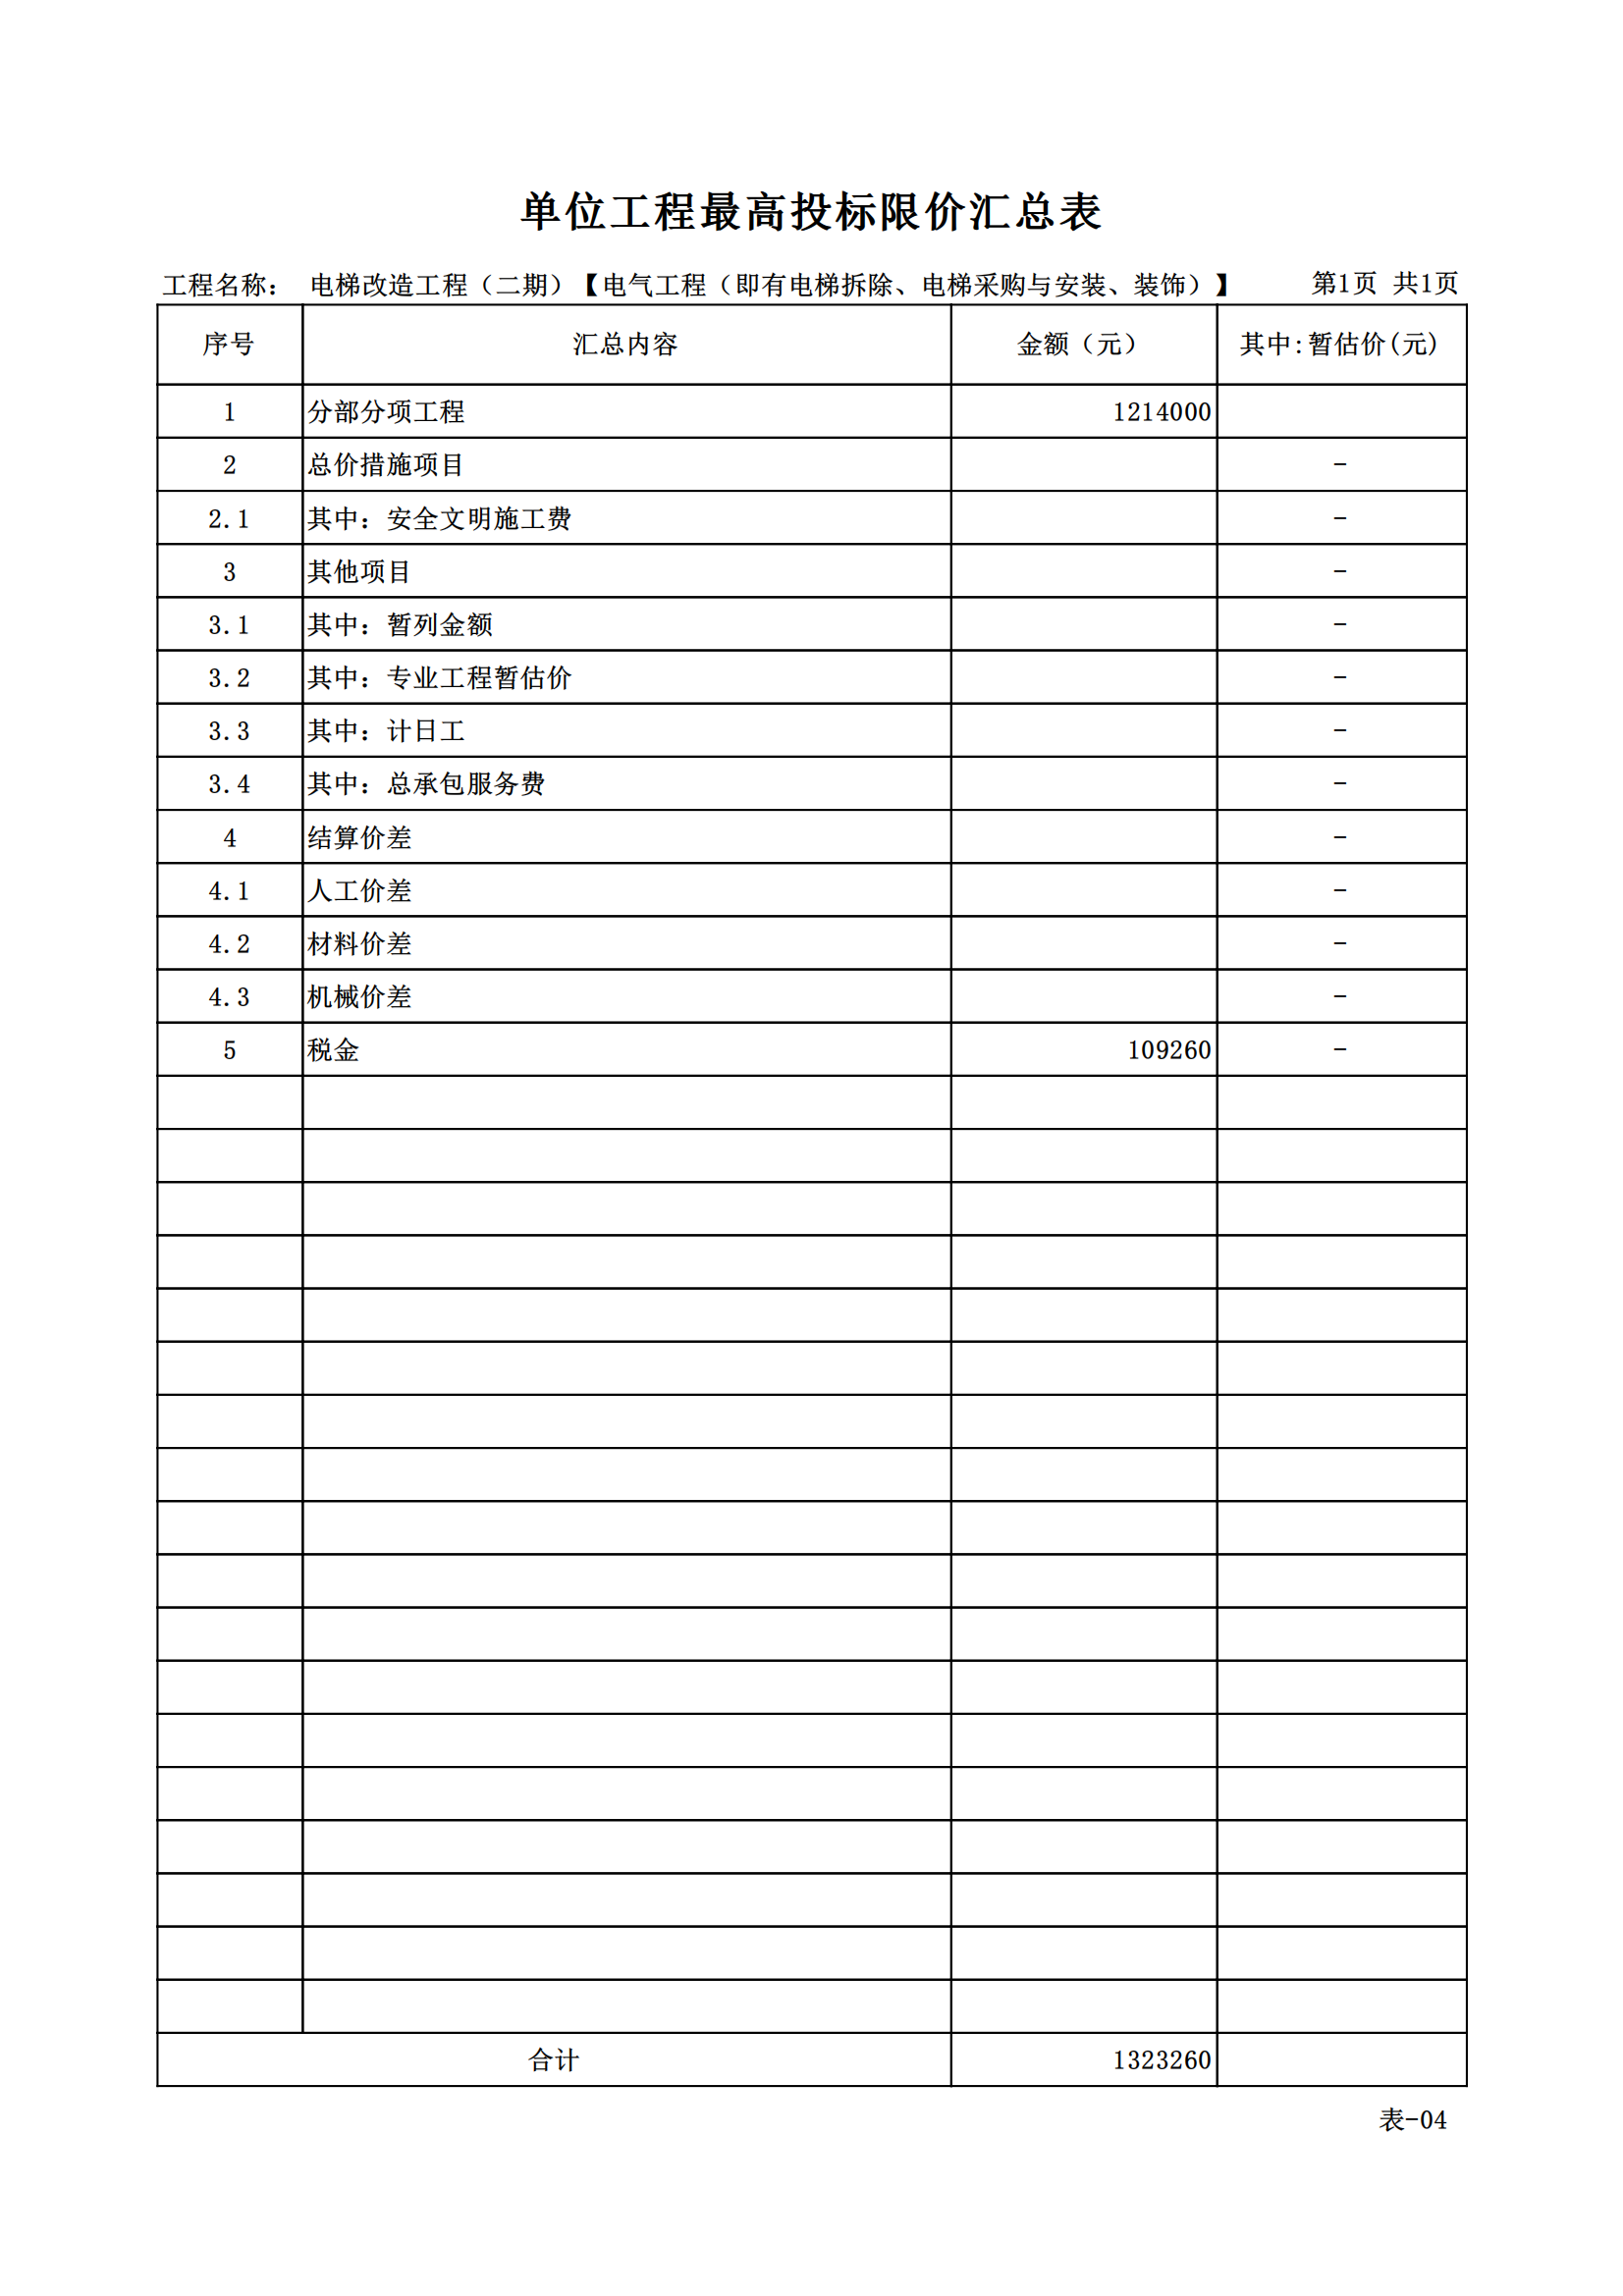 单位工程最高投标限价汇总表
工程名称： 电梯改造工程（二期）【电气工程（即有电梯拆除、电梯采购与安装、装饰）】 第1页 共1页
序号 汇总内容 金额（元） 其中:暂估价(元)
1 分部分项工程 1214000
2 总价措施项目 -
2.1 其中：安全文明施工费 -
3 其他项目 -
3.1 其中：暂列金额 -
3.2 其中：专业工程暂估价 -
3.3 其中：计日工 -
3.4 其中：总承包服务费 -
4 结算价差 -
4.1 人工价差 -
4.2 材料价差 -
4.3 机械价差 -
5 税金 109260 -
合计 1323260
表-04